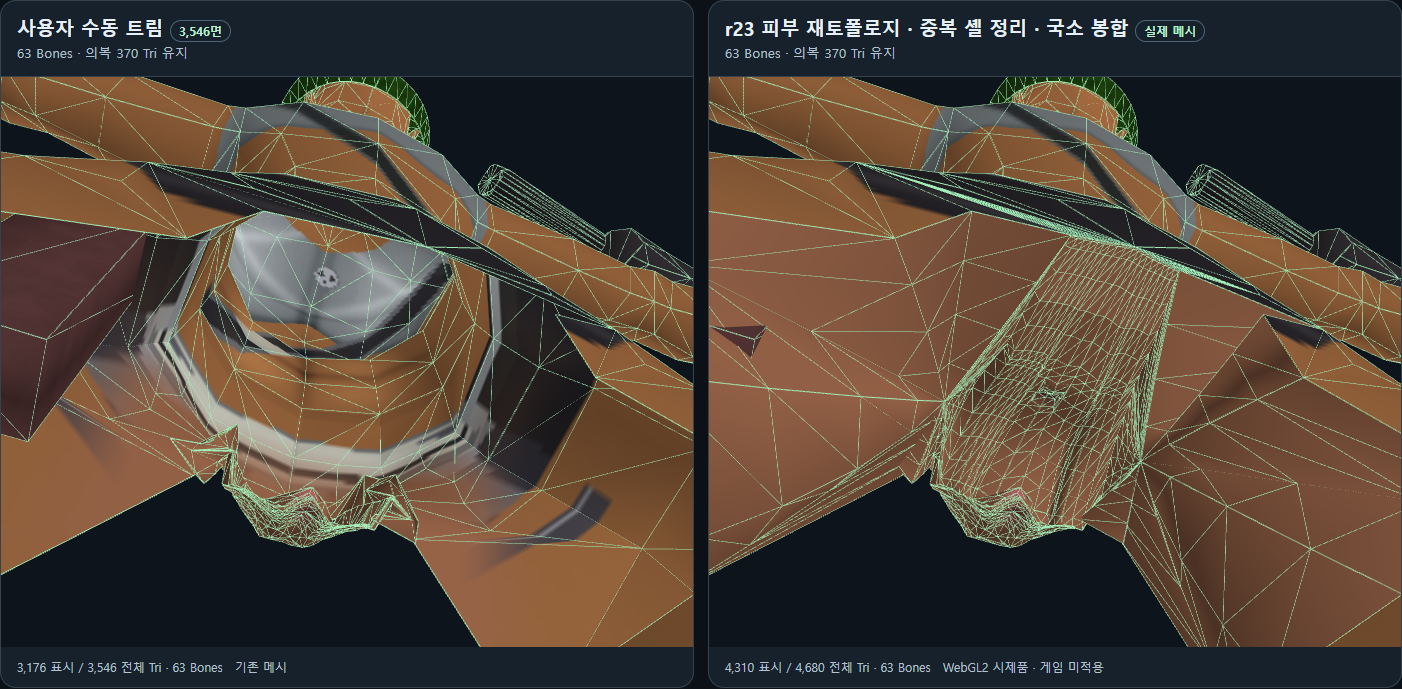 사용자 수동 트림 3,546면
63 Bones · 의복 370 Tri 유지
3,176 표시 / 3,546 전체 Tri · 63 Bones 기존 메시
r23 피부 재토폴로지 · 중복 셸 정리 · 국소 봉합 실제 메시
63 Bones · 의복 370 Tri 유지
4,310 표시 / 4,680 전체 Tri · 63 Bones WebGL2 시제품 · 게임 미적용